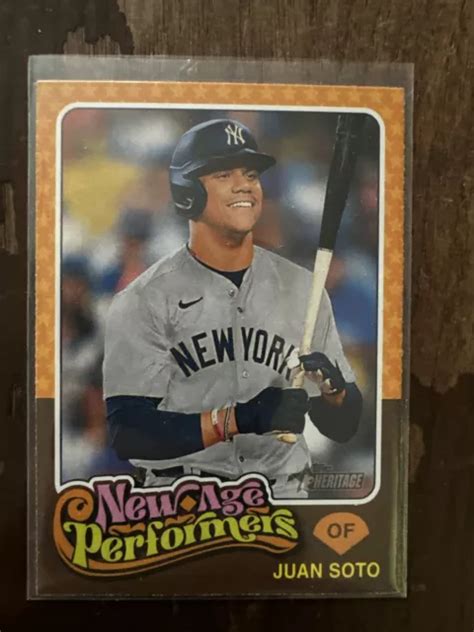 NY
NEW YORK
Topps
HERITAGE
New Age
Performers
OF
JUAN SOTO